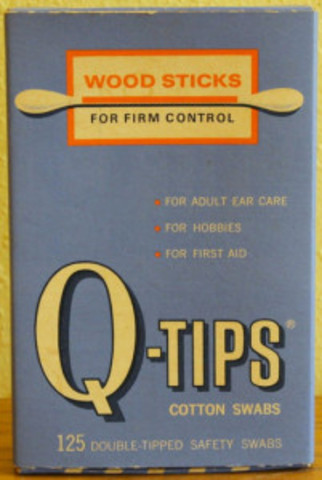 WOOD STICKS
FOR FIRM CONTROL
FOR ADULT EAR CARE
FOR HOBBIES
FOR FIRST AID
Q-TIPS®
COTTON SWABS
125 DOUBLE-TIPPED SAFETY SWABS